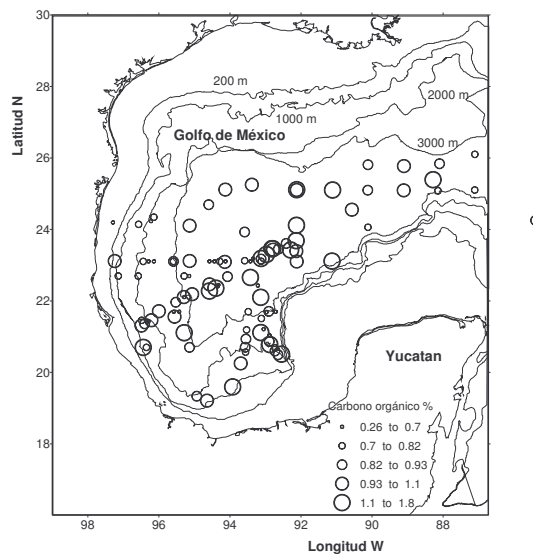 30
28
26
24
22
20
18
Latitud N
200 m
1000 m
2000 m
3000 m
Golfo de México
Yucatan
Carbono orgánico %
0.26 to 0.7
0.7 to 0.82
0.82 to 0.93
0.93 to 1.1
1.1 to 1.8
98 96 94 92 90 88
Longitud W